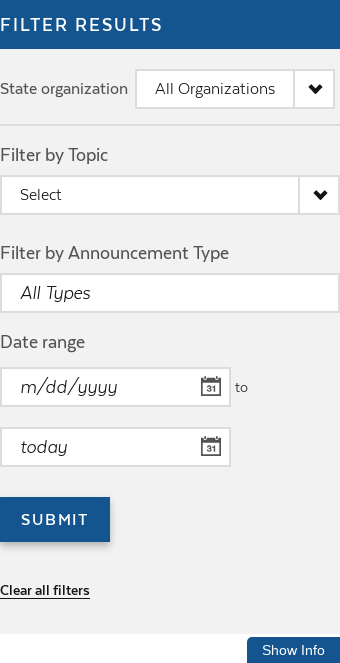 FILTER RESULTS
State organization All Organizations
Filter by Topic
Select
Filter by Announcement Type
All Types
Date range
m/dd/yyyy 31 to
today 31
SUBMIT
Clear all filters
Show Info